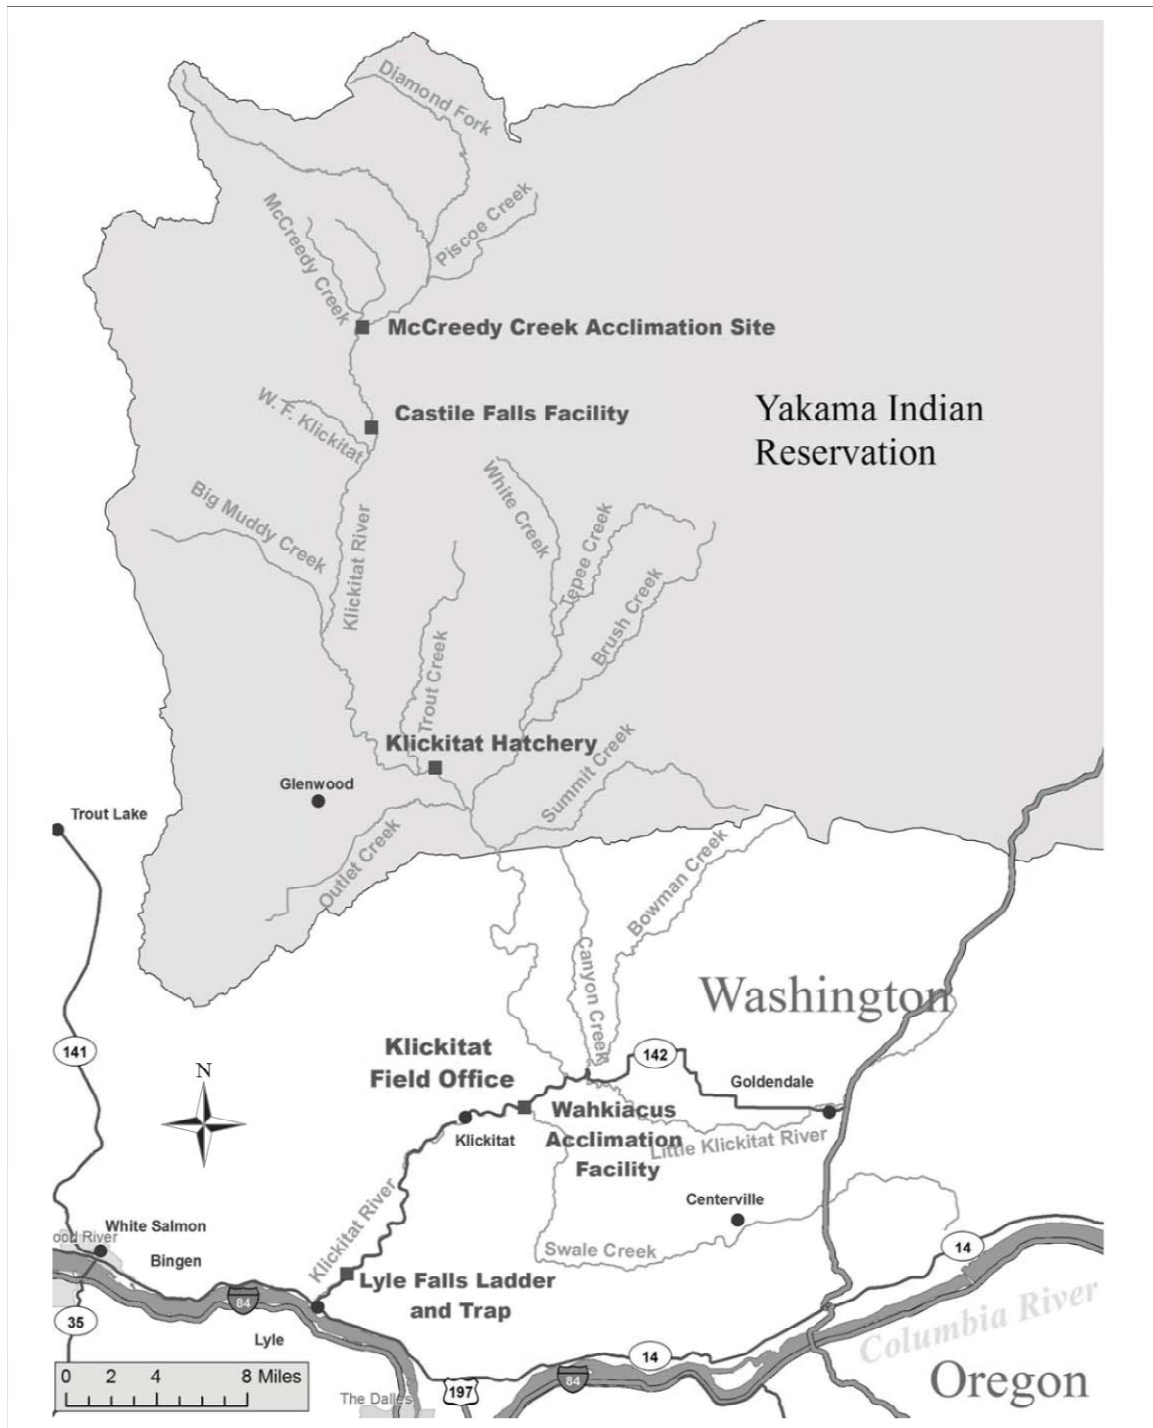 Diamond Fork
McCreedy Creek
Piscoe Creek
McCreedy Creek Acclimation Site
W. F. Klickitat
Castile Falls Facility
Yakama Indian
Reservation
White Creek
Big Muddy Creek
Klickitat River
Tepee Creek
Brush Creek
Trout Creek
Klickitat Hatchery
Summit Creek
Glenwood
Trout Lake
Outlet Creek
Bowman Creek
Canyon Creek
Washington
141
N
Klickitat
Field Office
142
Goldendale
Wahkiacus
Acclimation
Facility
Klickitat
Little Klickitat River
Klickitat River
Centerville
White Salmon
ood River
Bingen
Swale Creek
14
Lyle Falls Ladder
and Trap
84
35
Lyle
Columbia River
14
0 2 4 8 Miles
84
197
The Dalles
Oregon